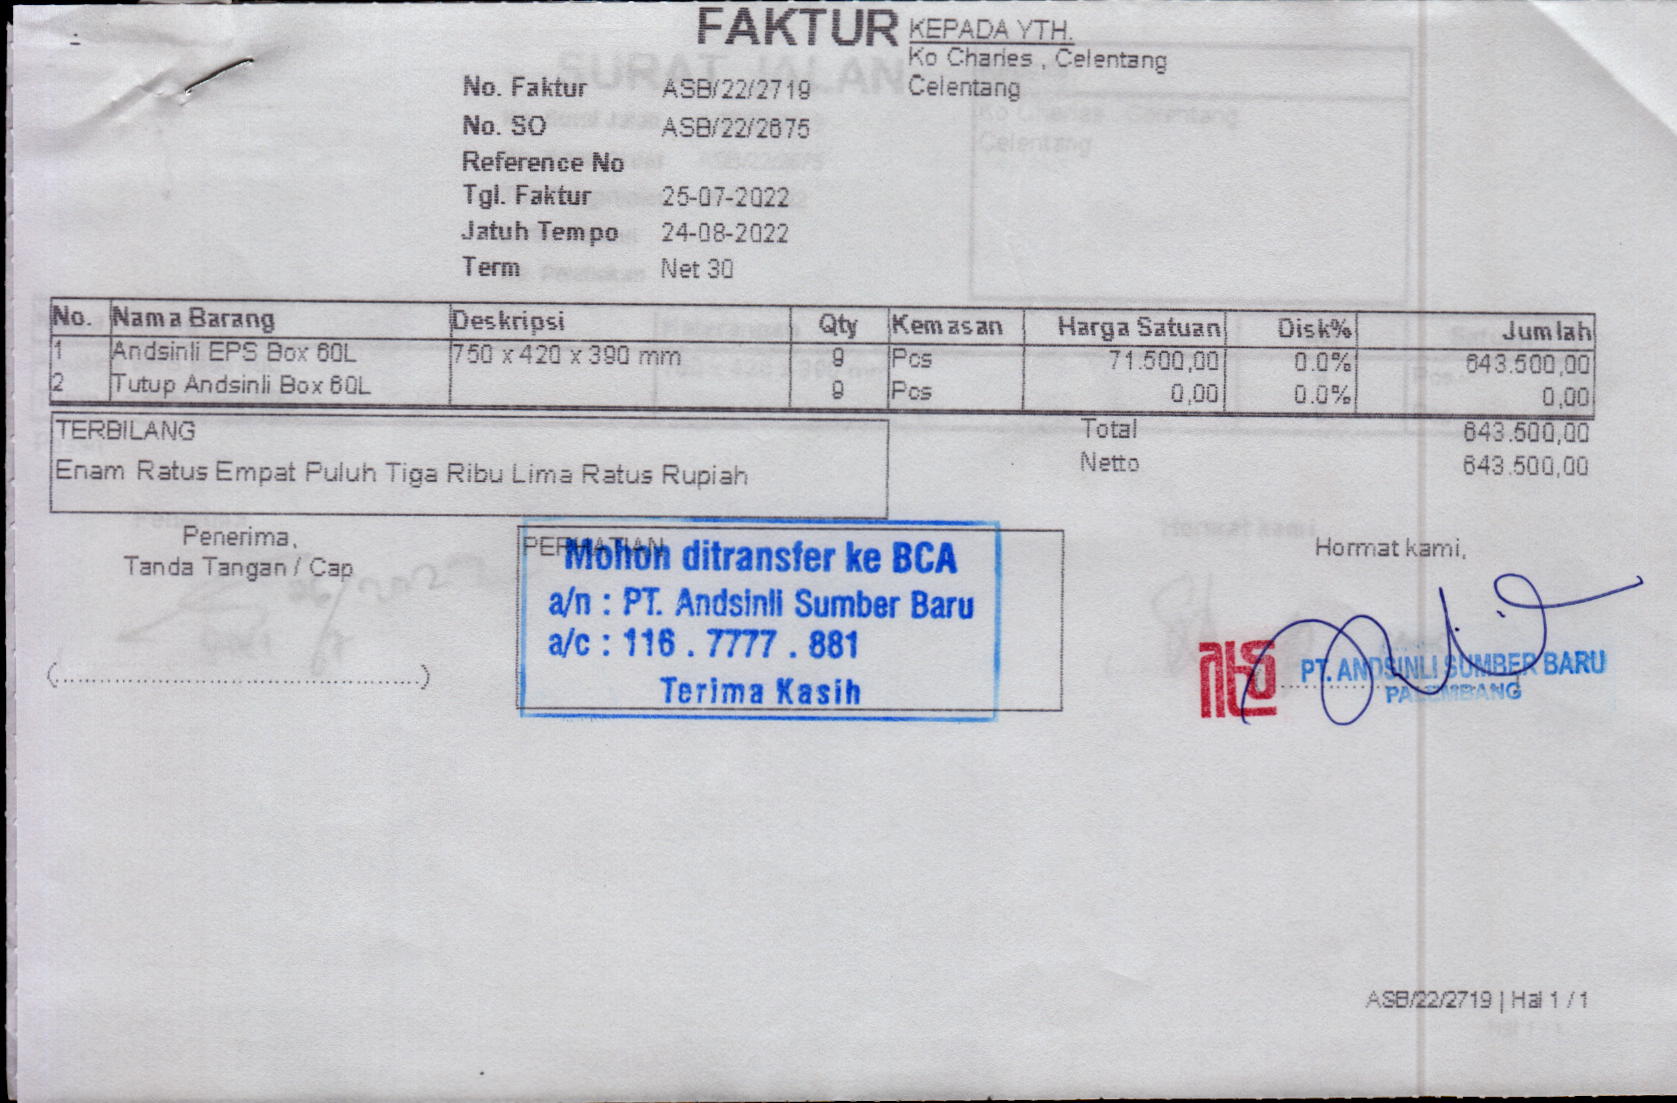 FAKTUR
KEPADA YTH.
Ko Charles , Celentang
Celentang
No. Faktur ASB/22/2719
No. SO ASB/22/2675
Reference No
Tgl. Faktur 25-07-2022
Jatuh Tempo 24-08-2022
Term Net 30
No. Nama Barang Deskripsi Qty Kemasan Harga Satuan Disk% Jumlah
1 Andsinli EPS Box 60L 750 x 420 x 390 mm 9 Pcs 71.500,00 0.0% 643.500,00
2 Tutup Andsinli Box 60L 9 Pcs 0,00 0.0% 0,00
TERBILANG
Enam Ratus Empat Puluh Tiga Ribu Lima Ratus Rupiah
Total 643.500,00
Netto 643.500,00
Penerima,
Tanda Tangan / Cap
(..................................................)
PERHATIAN
Mohon ditransfer ke BCA
a/n : PT. Andsinli Sumber Baru
a/c : 116 . 7777 . 881
Terima Kasih
Hormat kami,
PT. ANDSINLI SUMBER BARU
PALEMBANG
ASB/22/2719 | Hal 1 / 1